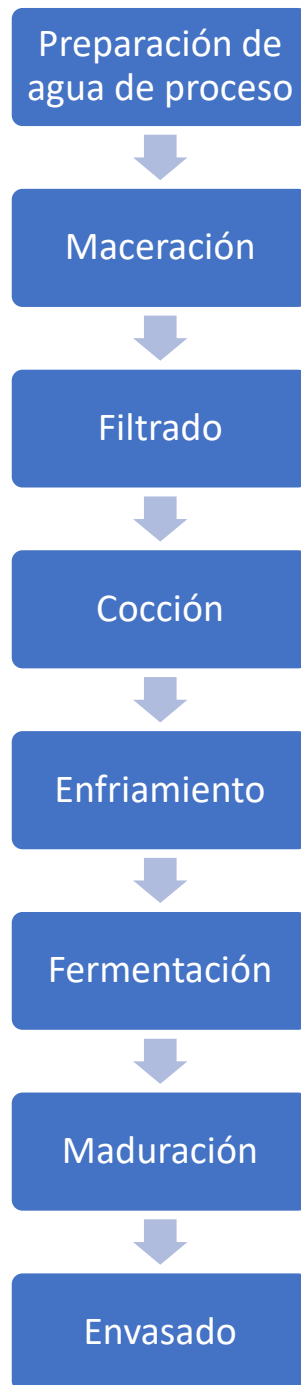 Preparación de
agua de proceso
Maceración
Filtrado
Cocción
Enfriamiento
Fermentación
Maduración
Envasado